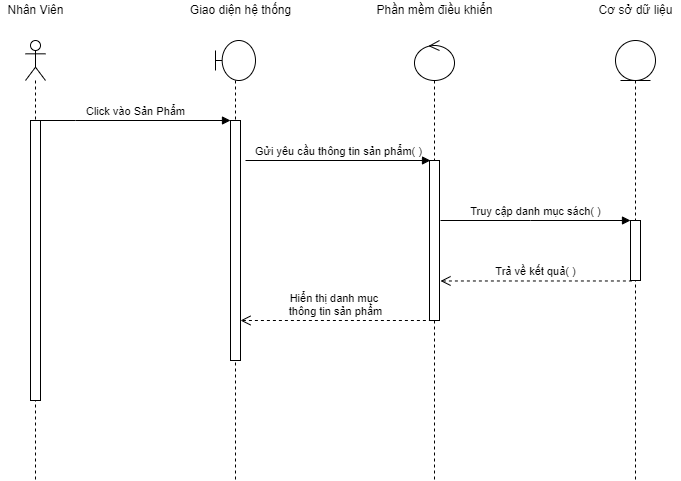 Nhân Viên
Giao diện hệ thống
Phần mềm điều khiển
Cơ sở dữ liệu
Click vào Sản Phẩm
Gửi yêu cầu thông tin sản phẩm( )
Truy cập danh mục sách( )
Trả về kết quả( )
Hiển thị danh mục
thông tin sản phẩm